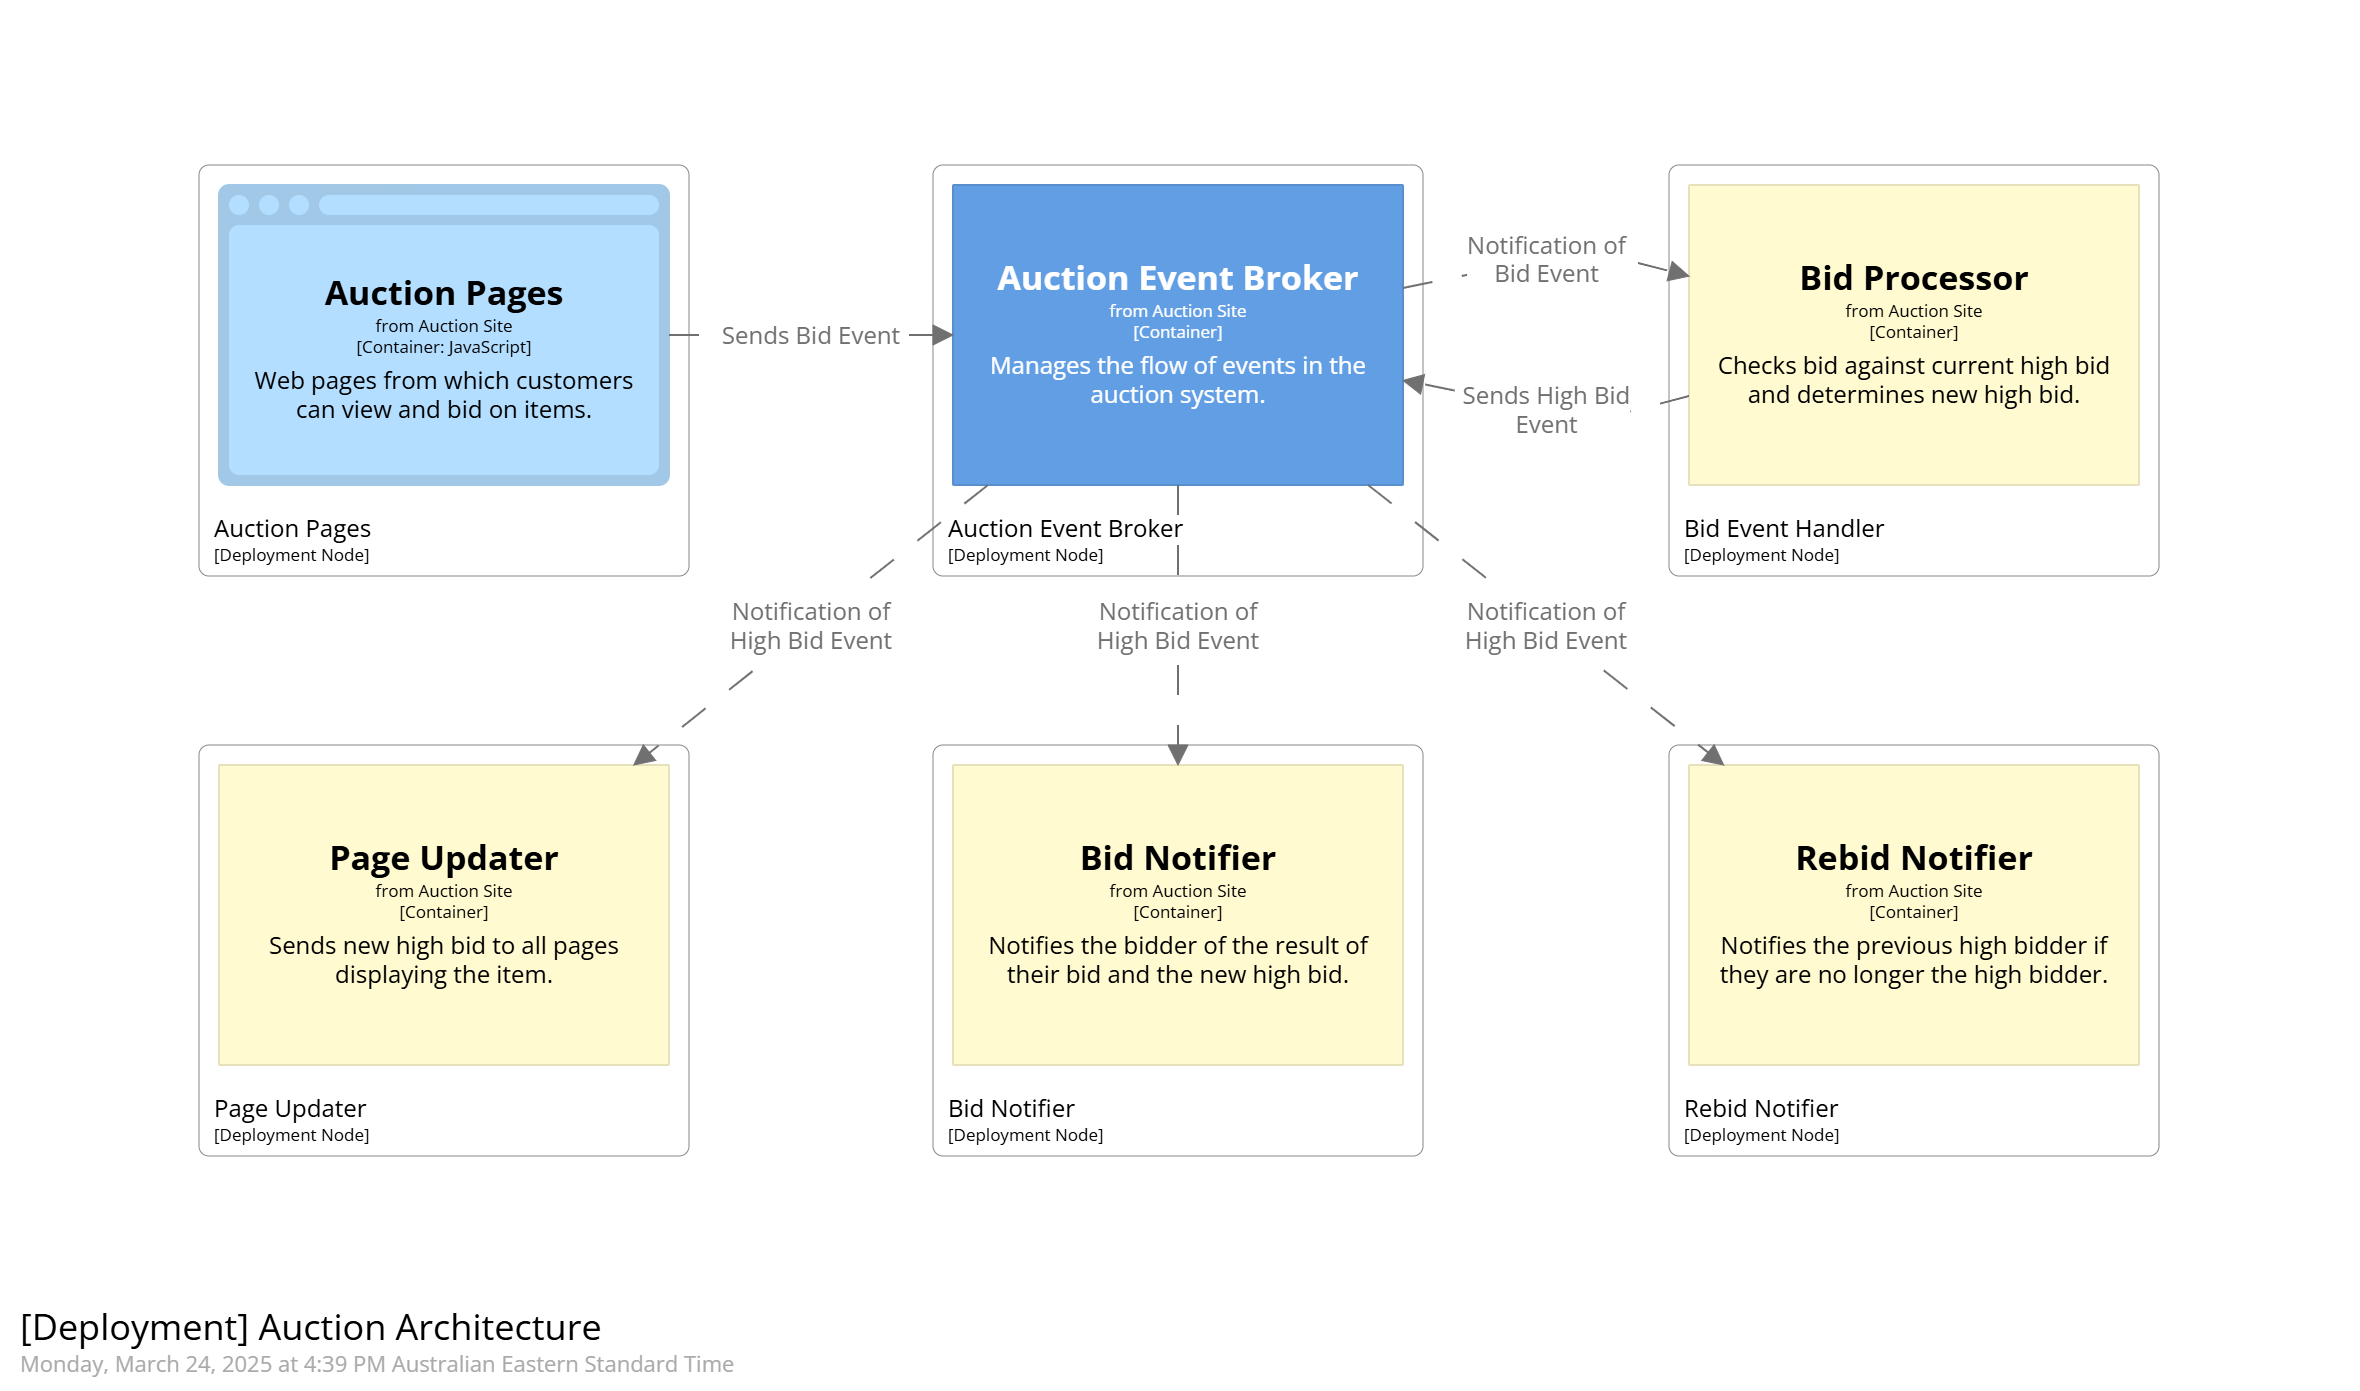 Auction Pages
from Auction Site
[Container: JavaScript]
Web pages from which customers
can view and bid on items.
Auction Pages
[Deployment Node]
Sends Bid Event
Auction Event Broker
from Auction Site
[Container]
Manages the flow of events in the
auction system.
Auction Event Broker
[Deployment Node]
Notification of
Bid Event
Sends High Bid
Event
Bid Processor
from Auction Site
[Container]
Checks bid against current high bid
and determines new high bid.
Bid Event Handler
[Deployment Node]
Notification of
High Bid Event
Notification of
High Bid Event
Notification of
High Bid Event
Page Updater
from Auction Site
[Container]
Sends new high bid to all pages
displaying the item.
Page Updater
[Deployment Node]
Bid Notifier
from Auction Site
[Container]
Notifies the bidder of the result of
their bid and the new high bid.
Bid Notifier
[Deployment Node]
Rebid Notifier
from Auction Site
[Container]
Notifies the previous high bidder if
they are no longer the high bidder.
Rebid Notifier
[Deployment Node]
[Deployment] Auction Architecture
Monday, March 24, 2025 at 4:39 PM Australian Eastern Standard Time